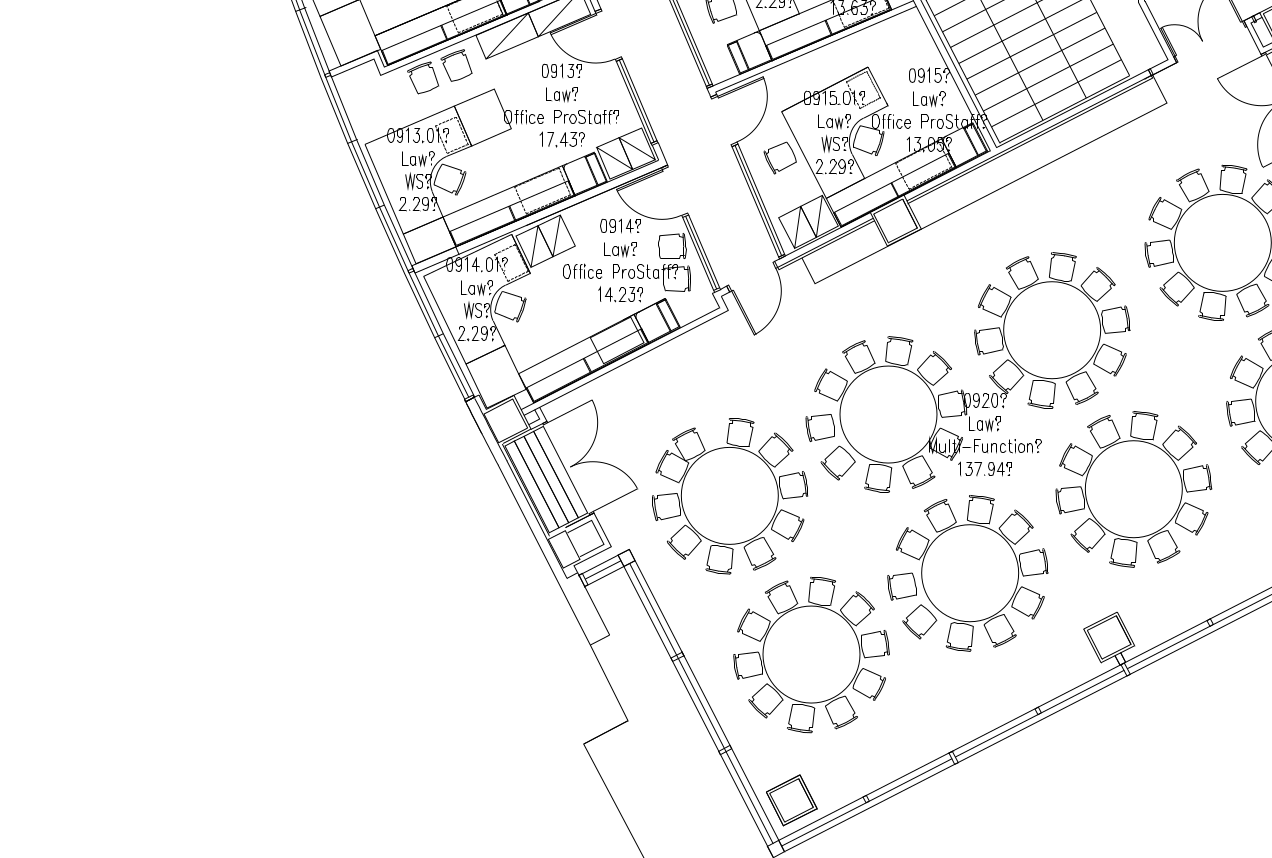 2.29?
13.63?
0913?
Law?
Office ProStaff?
17.43?
0913.01?
Law?
WS?
2.29?
0915.01?
Law?
WS?
2.29?
0915?
Law?
Office ProStaff?
13.05?
0914?
Law?
Office ProStaff?
14.23?
0914.01?
Law?
WS?
2.29?
0920?
Law?
Multi-Function?
137.94?